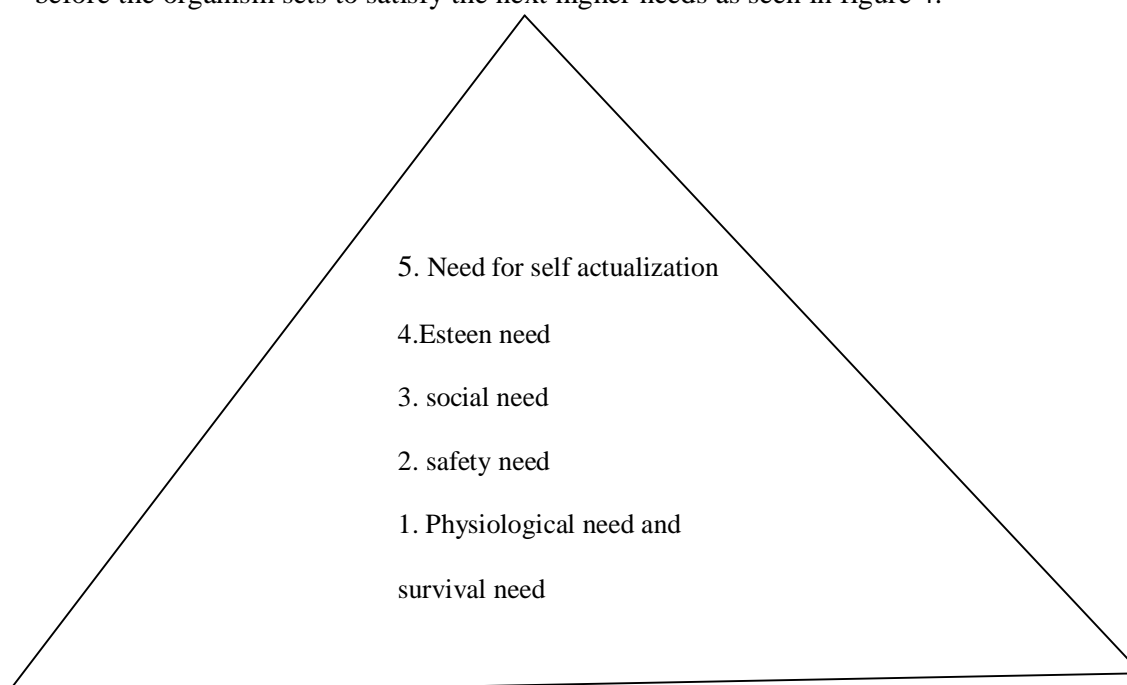 before the organism sets to satisfy the next higher needs as seen in figure 4.
5. Need for self actualization
4.Esteen need
3. social need
2. safety need
1. Physiological need and
survival need